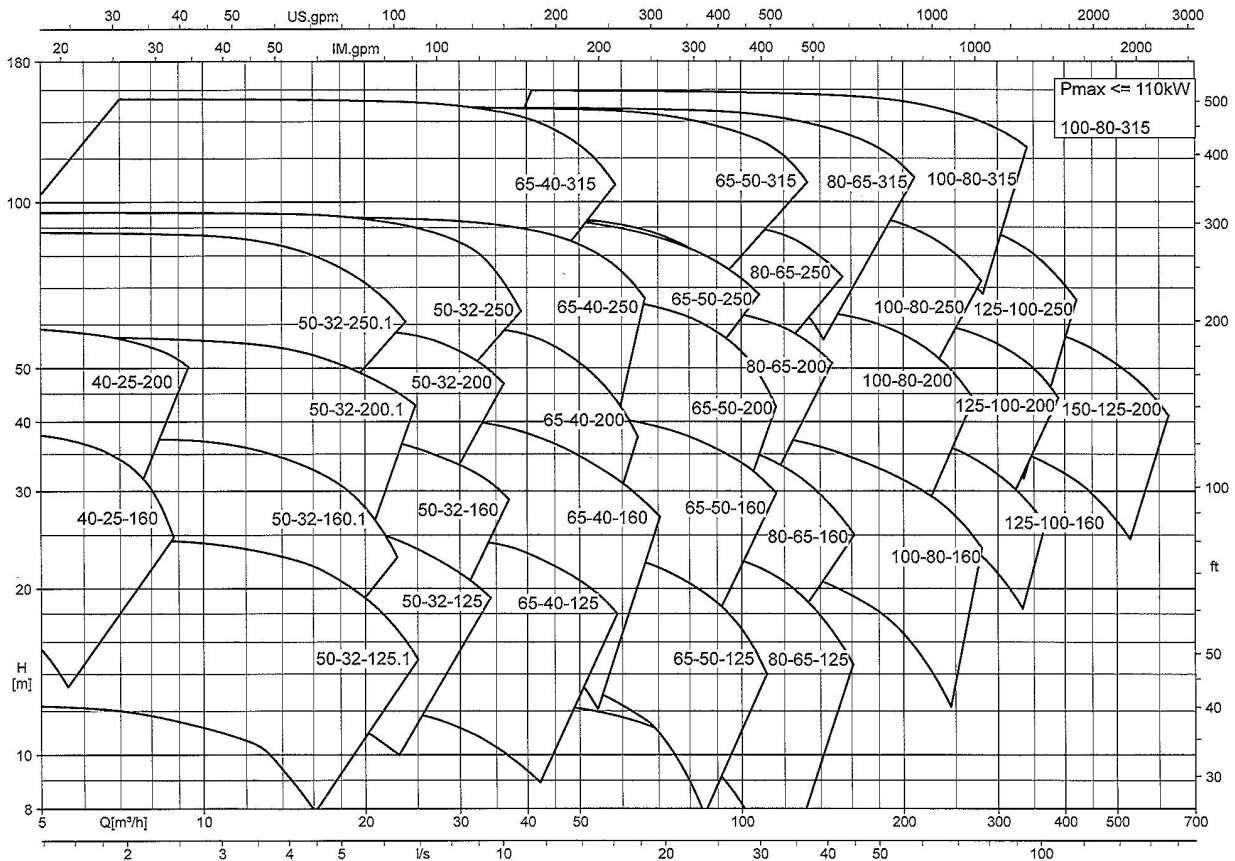 30 50 US.gpm 100 200 300 400 500 1000 2000 3000
20 30 40 50 IM.gpm 100 200 300 400 500 1000 2000
180
Pmax <= 110kW
100-80-315
500
400
65-40-315 65-50-315 80-65-315 100-80-315
100
300
80-65-250
50-32-250.1 50-32-250 65-40-250 65-50-250 100-80-250 125-100-250
200
50
40-25-200 50-32-200.1 50-32-200 65-40-200 65-50-200 80-65-200 100-80-200 125-100-200 150-125-200
40
30
100
40-25-160 50-32-160.1 50-32-160 65-40-160 65-50-160 80-65-160 100-80-160 125-100-160
ft
20
50-32-125.1 50-32-125 65-40-125 65-50-125 80-65-125
50
H
[m]
40
10
30
8
5 Q[m³/h] 10 20 30 40 50 100 200 300 400 500 700
2 3 4 5 l/s 10 20 30 40 50 100